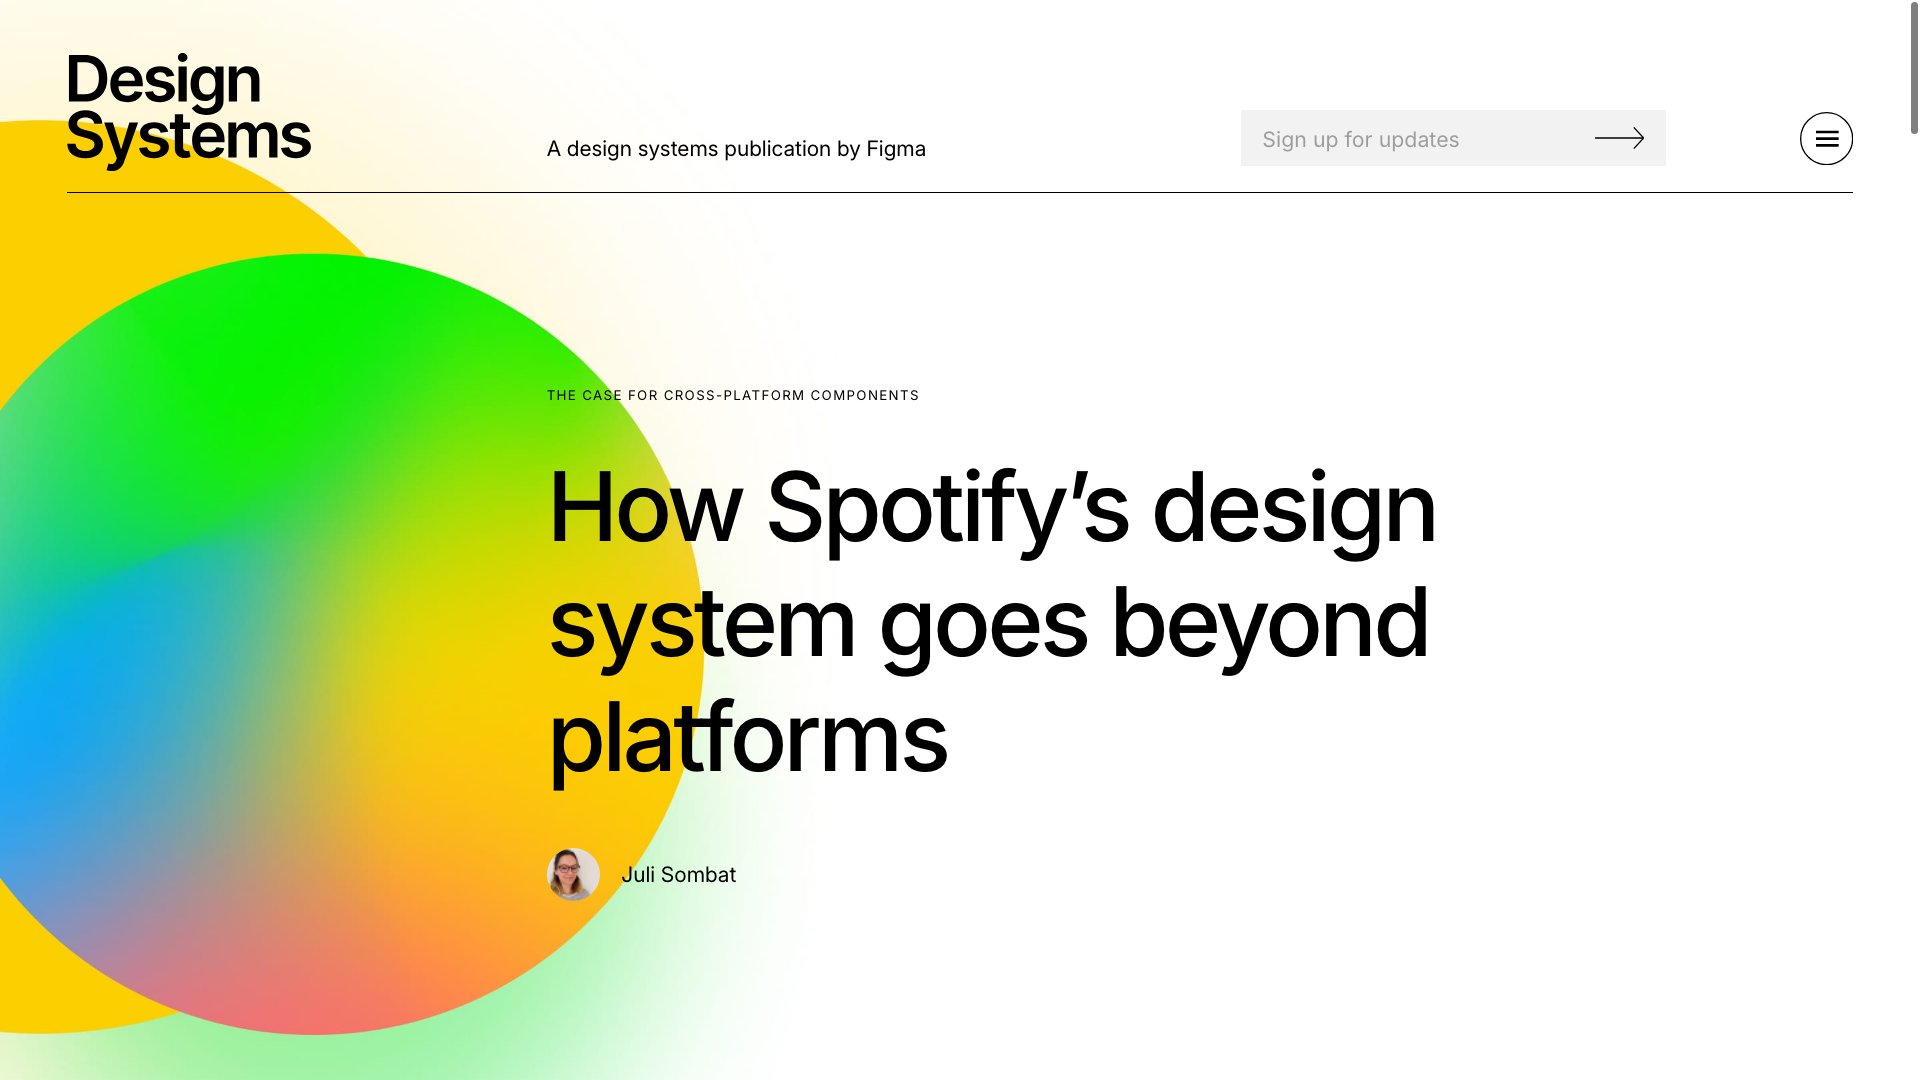 Design
Systems
A design systems publication by Figma
Sign up for updates
THE CASE FOR CROSS-PLATFORM COMPONENTS
How Spotify’s design
system goes beyond
platforms
Juli Sombat